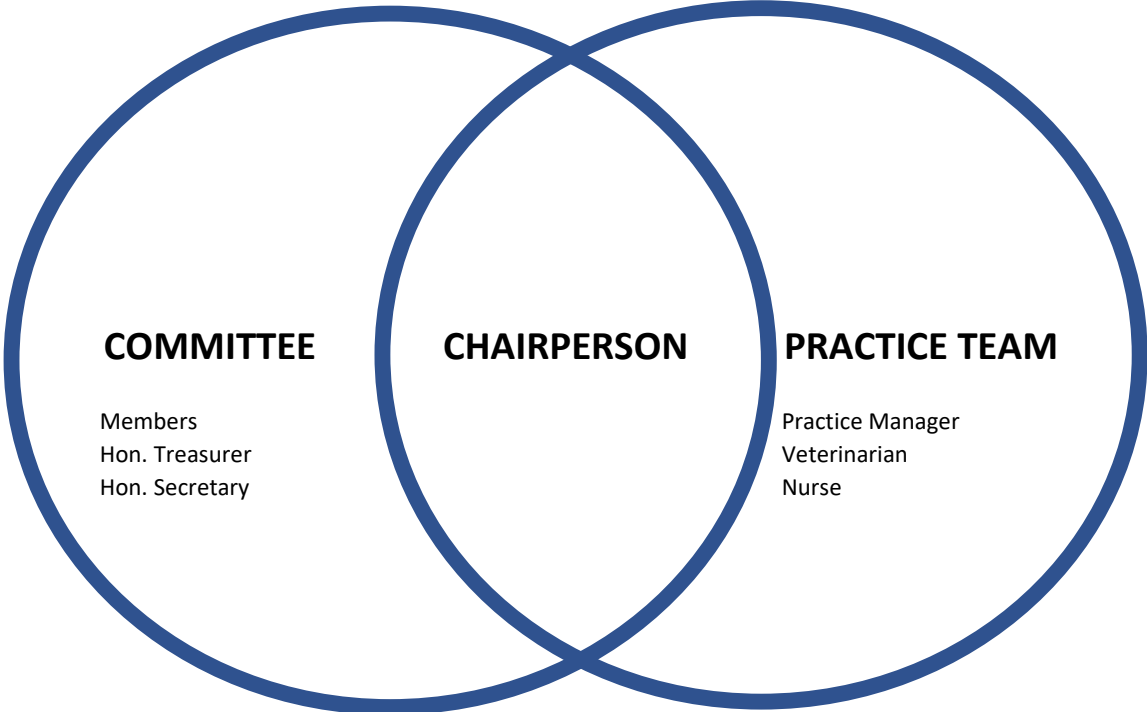 COMMITTEE
Members
Hon. Treasurer
Hon. Secretary
CHAIRPERSON
PRACTICE TEAM
Practice Manager
Veterinarian
Nurse